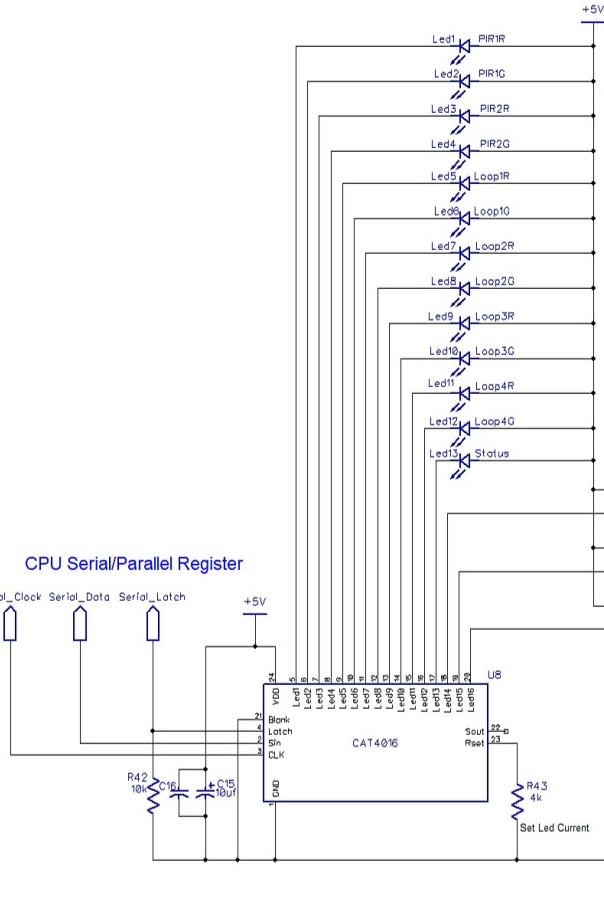 +5V
Led1 PIR1R
Led2 PIR1G
Led3 PIR2R
Led4 PIR2G
Led5 Loop1R
Led6 Loop1G
Led7 Loop2R
Led8 Loop2G
Led9 Loop3R
Led10 Loop3G
Led11 Loop4R
Led12 Loop4G
Led13 Status
CPU Serial/Parallel Register
al_Clock Serial_Data Serial_Latch
+5V
24 5 6 7 8 9 10 11 12 13 14 15 16 17 18 19 20
U8
VDD Led1 Led2 Led3 Led4 Led5 Led6 Led7 Led8 Led9 Led10 Led11 Led12 Led13 Led14 Led15 Led16
21 Blank
4 Latch
2 Sin
3 CLK
CAT4016
Sout 22
Rset 23
GND
1
R42
10k
C16
C15
10uf
+
R43
4k
Set Led Current